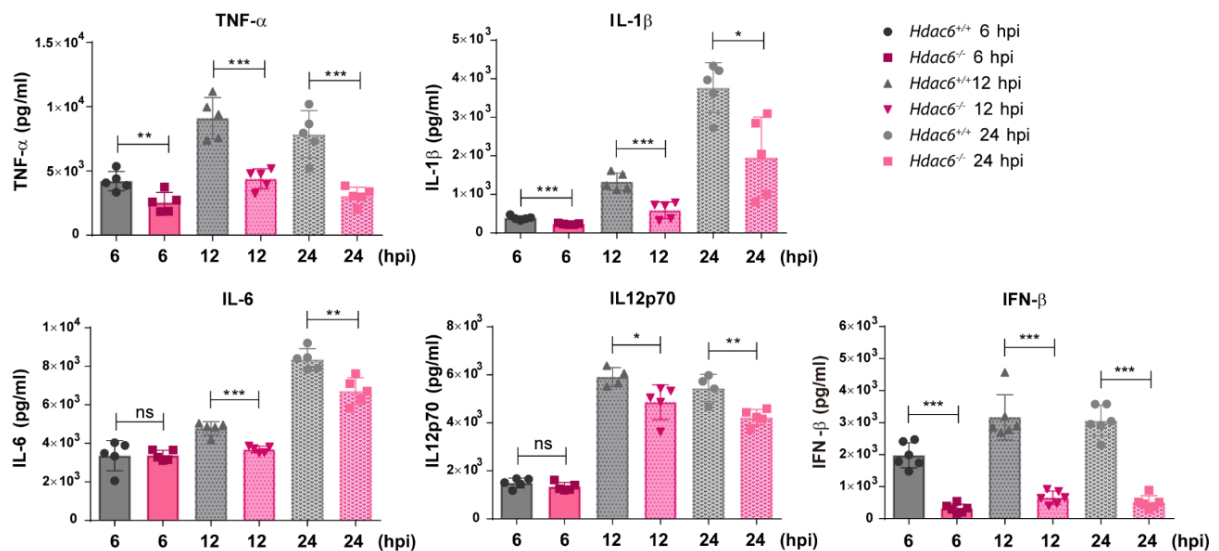 TNF-α
TNF-α (pg/ml)
1.5×10⁴
1×10⁴
5×10³
0
** *** ***
6 6 12 12 24 24 (hpi)
IL-1β
IL-1β (pg/ml)
5×10³
4×10³
3×10³
2×10³
1×10³
0
*** *** *
6 6 12 12 24 24 (hpi)
Hdac6⁺/⁺ 6 hpi
Hdac6⁻/⁻ 6 hpi
Hdac6⁺/⁺12 hpi
Hdac6⁻/⁻ 12 hpi
Hdac6⁺/⁺ 24 hpi
Hdac6⁻/⁻ 24 hpi
IL-6
IL-6 (pg/ml)
1×10⁴
8×10³
6×10³
4×10³
2×10³
0
ns *** **
6 6 12 12 24 24 (hpi)
IL12p70
IL12p70 (pg/ml)
8×10³
6×10³
4×10³
2×10³
0
ns * **
6 6 12 12 24 24 (hpi)
IFN-β
IFN-β (pg/ml)
6×10³
5×10³
4×10³
3×10³
2×10³
1×10³
0
*** *** ***
6 6 12 12 24 24 (hpi)